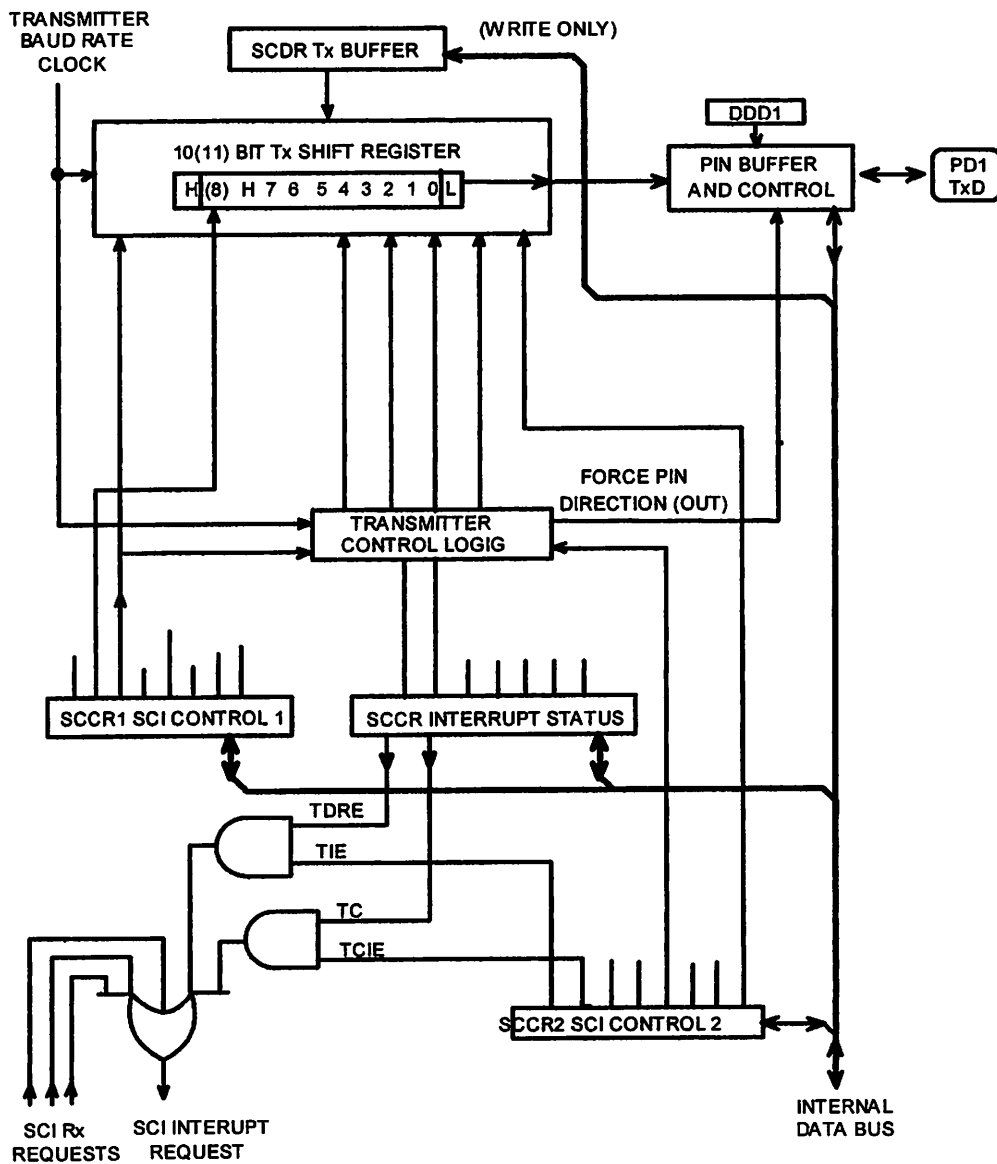 TRANSMITTER
BAUD RATE
CLOCK
SCDR Tx BUFFER
(WRITE ONLY)
DDD1
10(11) BIT Tx SHIFT REGISTER
H (8) H 7 6 5 4 3 2 1 0 L
PIN BUFFER
AND CONTROL
PD1
TxD
FORCE PIN
DIRECTION (OUT)
TRANSMITTER
CONTROL LOGIG
SCCR1 SCI CONTROL 1
SCCR INTERRUPT STATUS
TDRE
TIE
TC
TCIE
SCCR2 SCI CONTROL 2
SCI Rx
REQUESTS
SCI INTERUPT
REQUEST
INTERNAL
DATA BUS